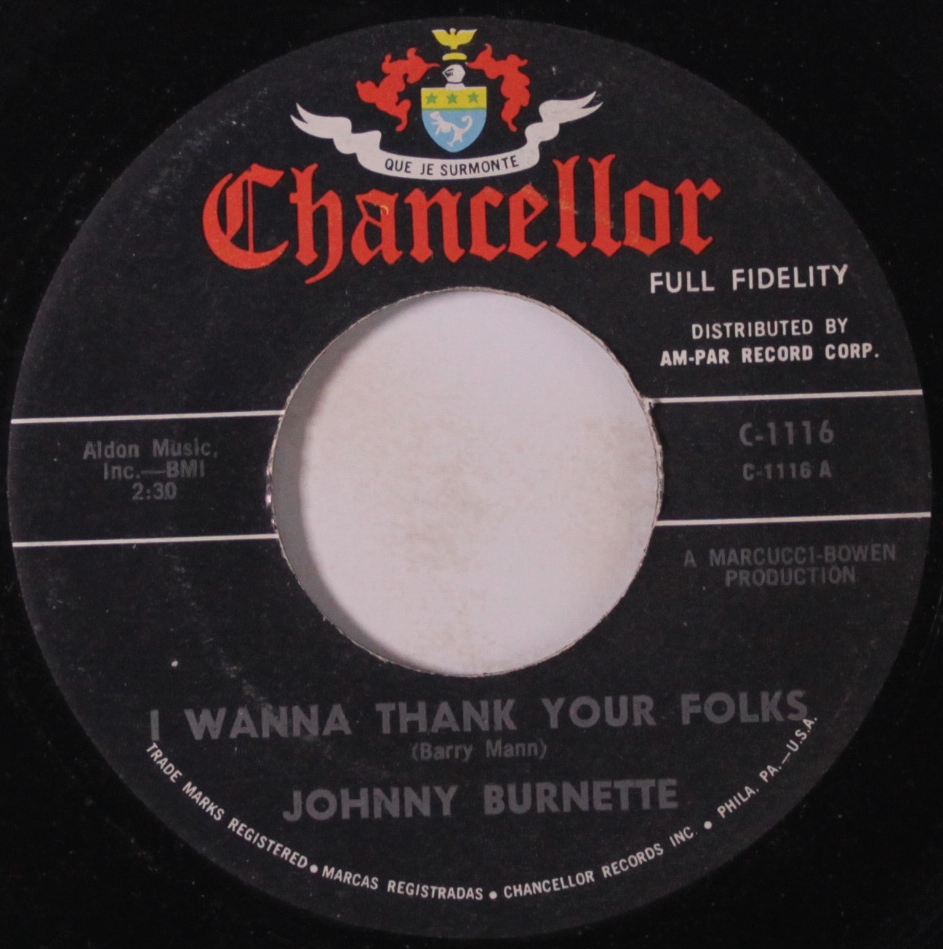 QUE JE SURMONTE
Chancellor
FULL FIDELITY
DISTRIBUTED BY
AM-PAR RECORD CORP.
Aldon Music,
Inc.—BMI
2:30
C-1116
C-1116 A
A MARCUCCI-BOWEN
PRODUCTION
I WANNA THANK YOUR FOLKS
(Barry Mann)
JOHNNY BURNETTE
TRADE MARKS REGISTERED • MARCAS REGISTRADAS • CHANCELLOR RECORDS INC. • PHILA. PA.—U.S.A.